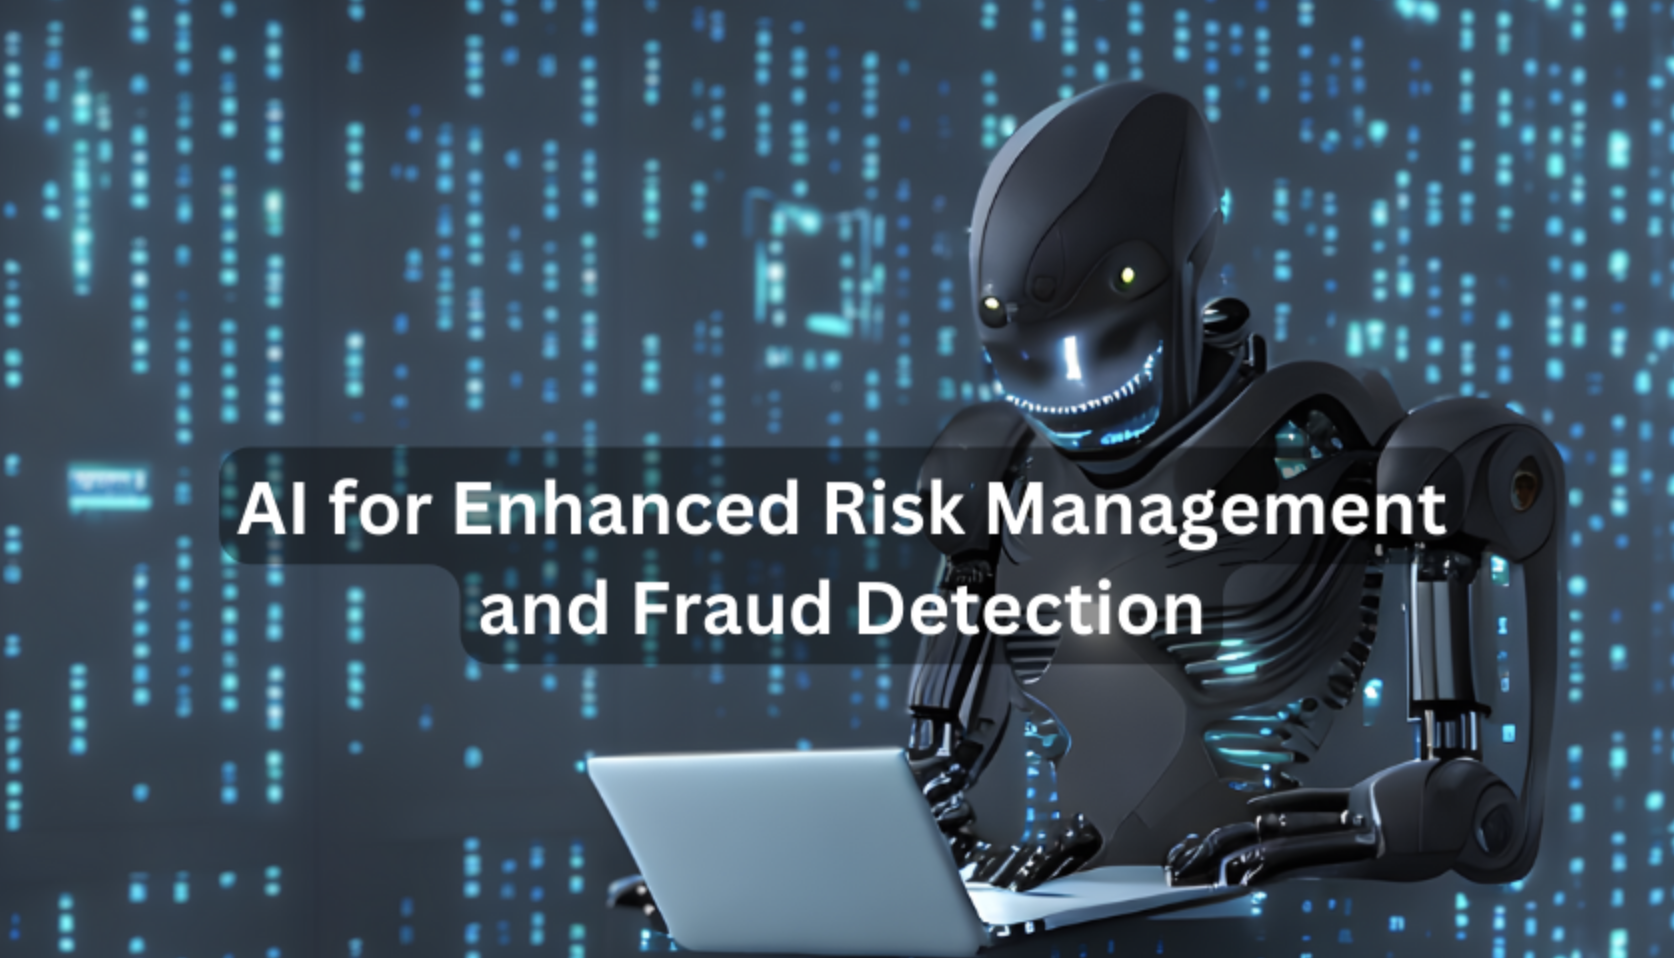 AI for Enhanced Risk Management
and Fraud Detection